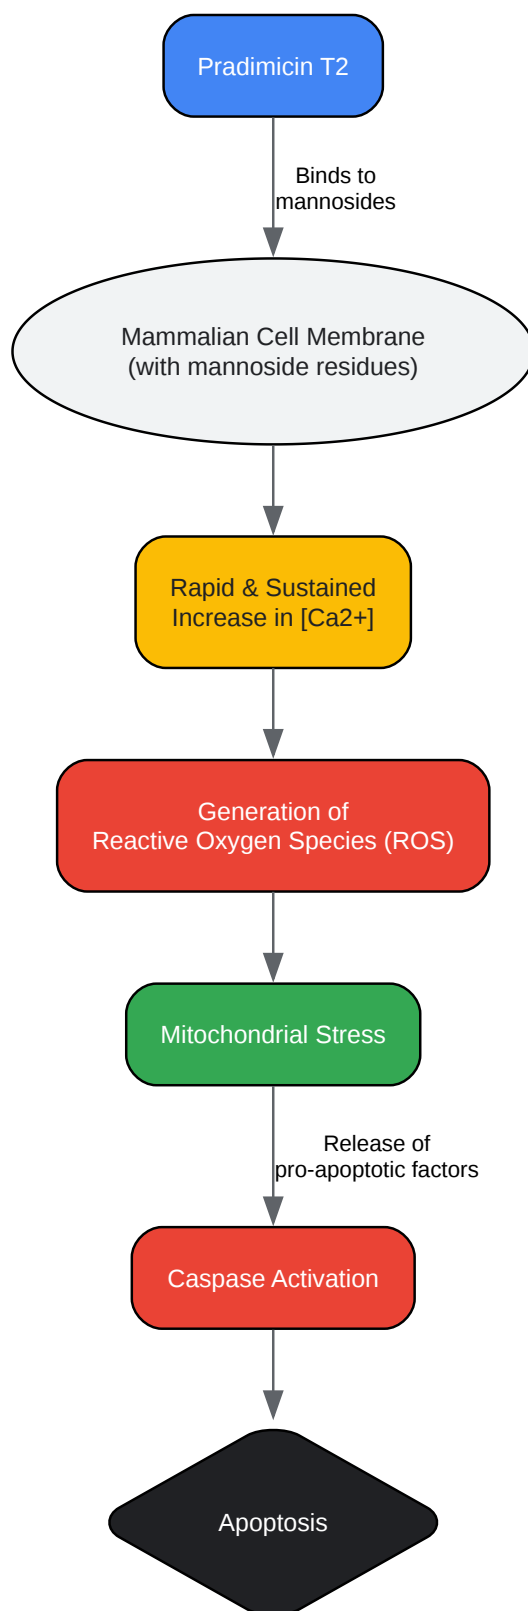 Pradimicin T2
Binds to
mannosides
Mammalian Cell Membrane
(with mannoside residues)
Rapid & Sustained
Increase in [Ca2+]
Generation of
Reactive Oxygen Species (ROS)
Mitochondrial Stress
Release of
pro-apoptotic factors
Caspase Activation
Apoptosis